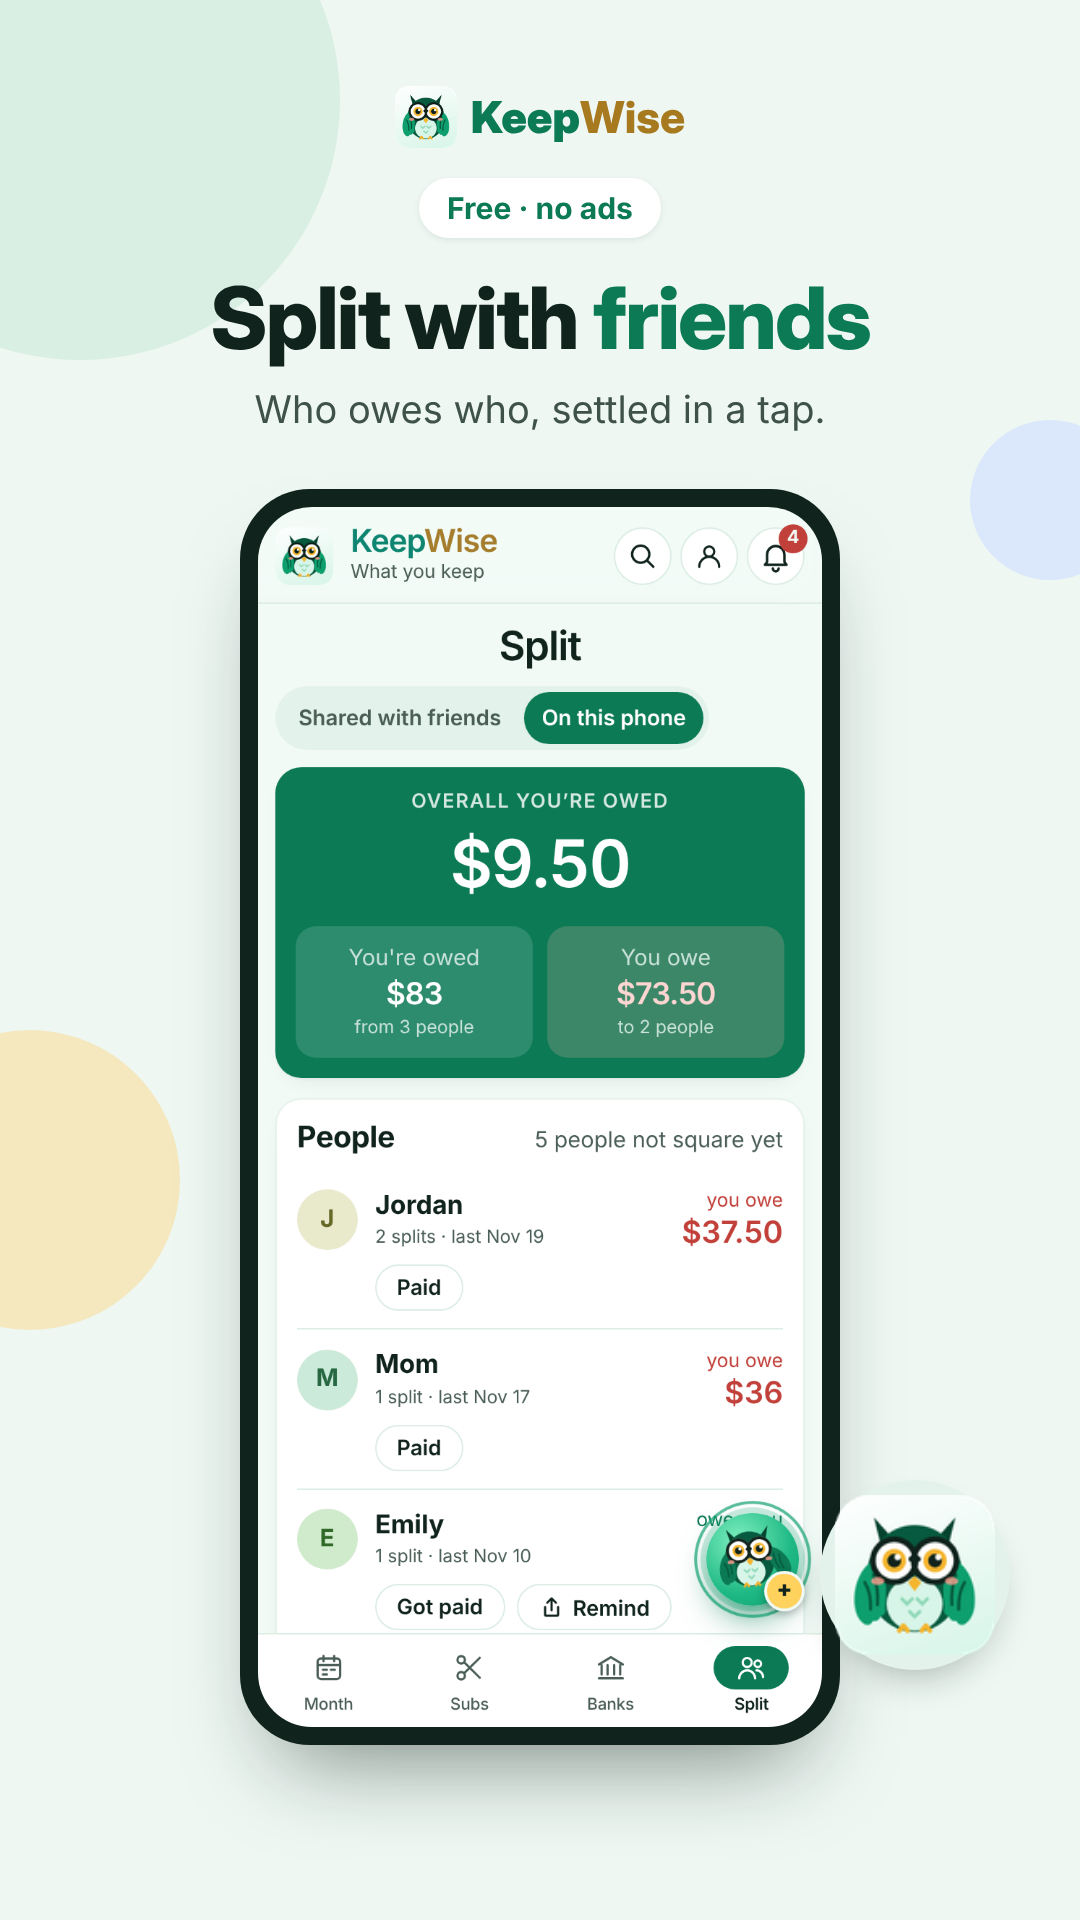 KeepWise
Free · no ads
Split with friends
Who owes who, settled in a tap.
KeepWise
What you keep
4
Split
Shared with friends
On this phone
OVERALL YOU'RE OWED
$9.50
You're owed
$83
from 3 people
You owe
$73.50
to 2 people
People
5 people not square yet
J
Jordan
2 splits · last Nov 19
you owe
$37.50
Paid
M
Mom
1 split · last Nov 17
you owe
$36
Paid
E
Emily
1 split · last Nov 10
Got paid
Remind
+
Month
Subs
Banks
Split